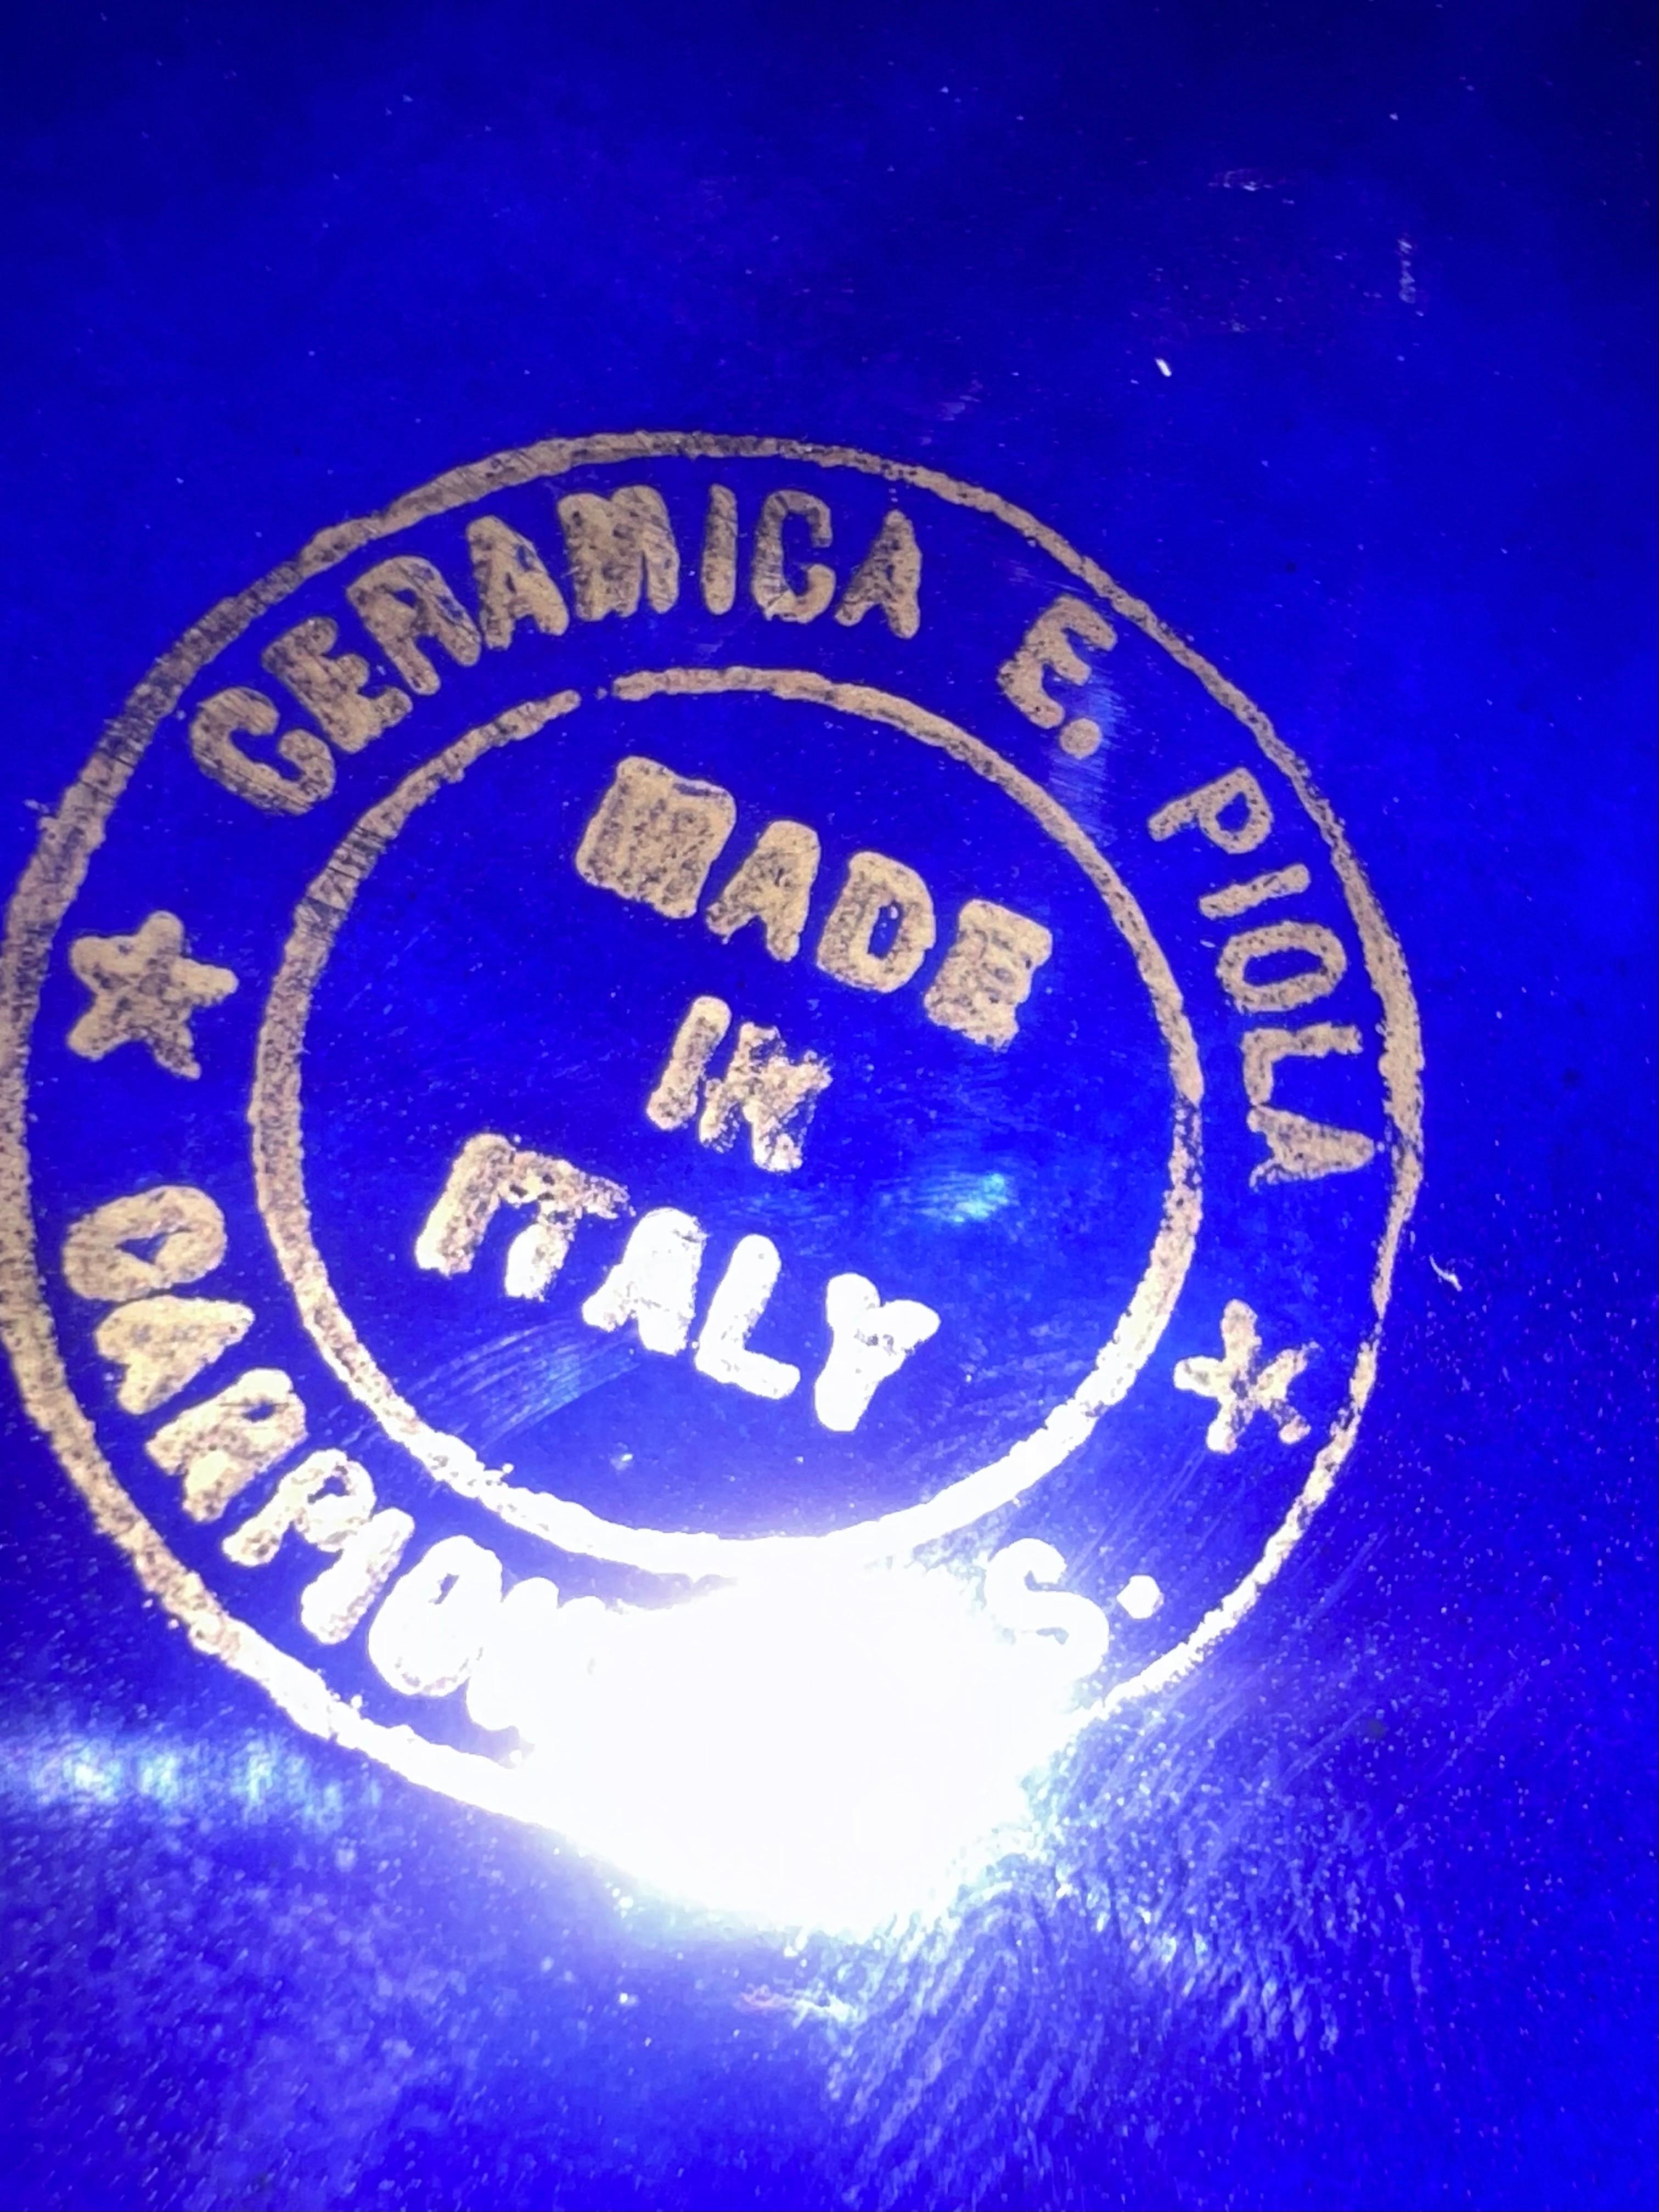 CERAMICA E. PIOLA
MADE
IN
ITALY
S.